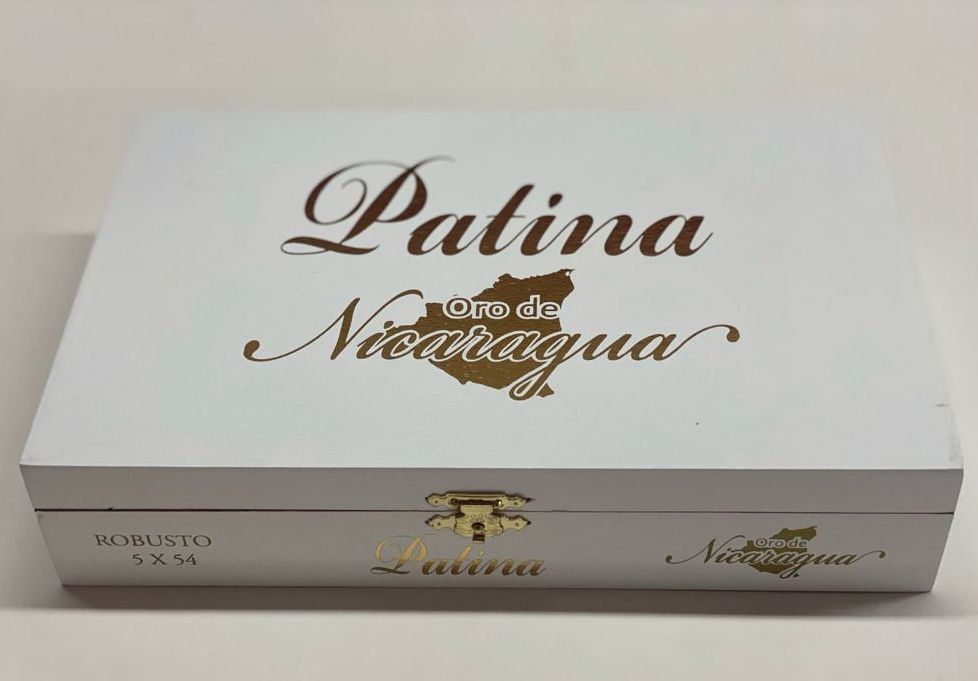 Patina
Oro de
Nicaragua
ROBUSTO
5 X 54
Patina
Oro de
Nicaragua